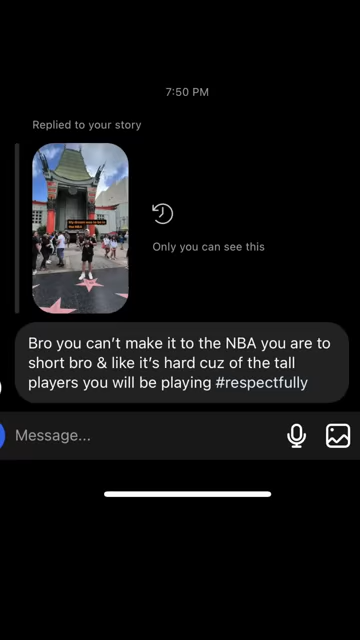 7:50 PM
Replied to your story
Only you can see this
Bro you can't make it to the NBA you are to
short bro & like it's hard cuz of the tall
players you will be playing #respectfully
Message...